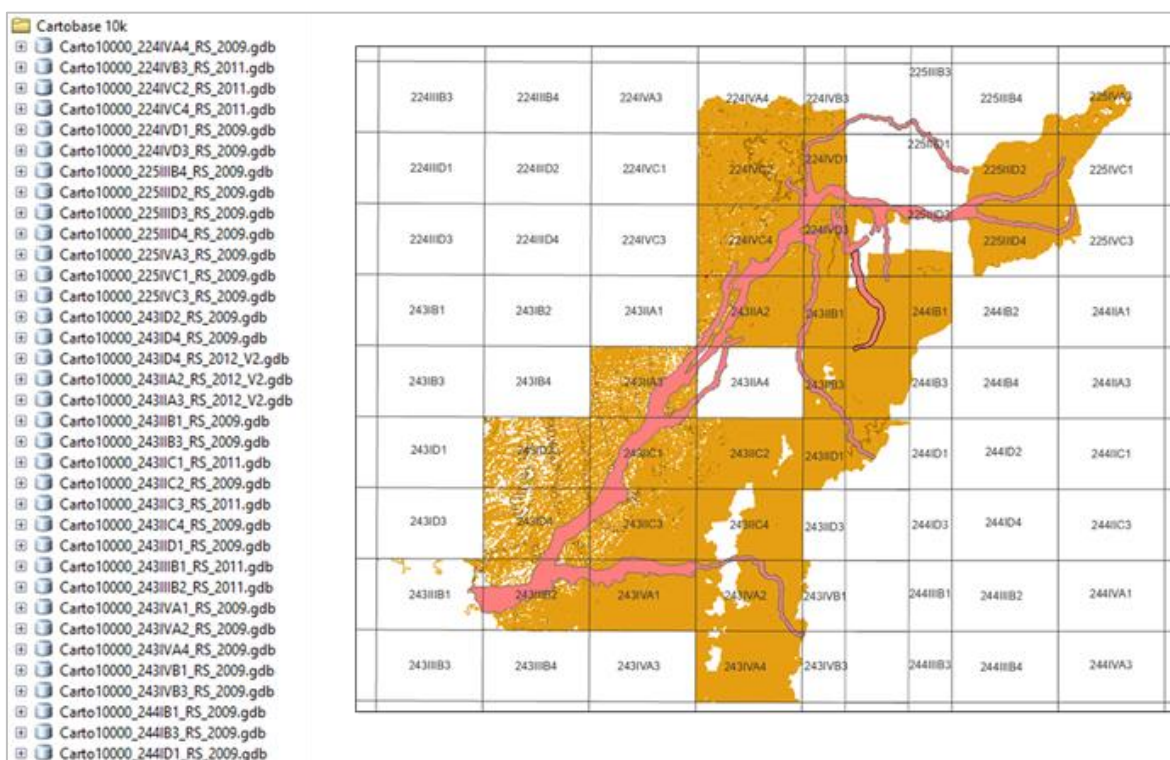 Cartobase 10k
Carto10000_224IVA4_RS_2009.gdb
Carto10000_224IVB3_RS_2011.gdb
Carto10000_224IVC2_RS_2011.gdb
Carto10000_224IVC4_RS_2011.gdb
Carto10000_224IVD1_RS_2009.gdb
Carto10000_224IVD3_RS_2009.gdb
Carto10000_225IIIB4_RS_2009.gdb
Carto10000_225IIID2_RS_2009.gdb
Carto10000_225IIID3_RS_2009.gdb
Carto10000_225IIID4_RS_2009.gdb
Carto10000_225IVA3_RS_2009.gdb
Carto10000_225IVC1_RS_2009.gdb
Carto10000_225IVC3_RS_2009.gdb
Carto10000_243ID2_RS_2009.gdb
Carto10000_243ID4_RS_2009.gdb
Carto10000_243ID4_RS_2012_V2.gdb
Carto10000_243IIA2_RS_2012_V2.gdb
Carto10000_243IIA3_RS_2012_V2.gdb
Carto10000_243IIB1_RS_2009.gdb
Carto10000_243IIB3_RS_2009.gdb
Carto10000_243IIC1_RS_2011.gdb
Carto10000_243IIC2_RS_2009.gdb
Carto10000_243IIC3_RS_2011.gdb
Carto10000_243IIC4_RS_2009.gdb
Carto10000_243IID1_RS_2009.gdb
Carto10000_243IIIB1_RS_2011.gdb
Carto10000_243IIIB2_RS_2011.gdb
Carto10000_243IVA1_RS_2009.gdb
Carto10000_243IVA2_RS_2009.gdb
Carto10000_243IVA4_RS_2009.gdb
Carto10000_243IVB1_RS_2009.gdb
Carto10000_243IVB3_RS_2009.gdb
Carto10000_244IB1_RS_2009.gdb
Carto10000_244IB3_RS_2009.gdb
Carto10000_244ID1_RS_2009.gdb
225IIIB3
224IIIB3 224IIIB4 224IVA3 224IVA4 224IVB3 225IIIB4 225IVA3
225IIID1
224IIID1 224IIID2 224IVC1 224IVC2 224IVD1 225IIID2 225IVC1
224IIID3 224IIID4 224IVC3 224IVC4 224IVD3 225IIID3 225IIID4 225IVC3
243IB1 243IB2 243IIA1 243IIA2 243IIB1 244IB1 244IB2 244IIA1
243IB3 243IB4 243IIA3 243IIA4 243IIB3 244IB3 244IB4 244IIA3
243ID1 243ID2 243IIC1 243IIC2 243IID1 244ID1 244ID2 244IIC1
243ID3 243ID4 243IIC3 243IIC4 243IID3 244ID3 244ID4 244IIC3
243IIIB1 243IIIB2 243IVA1 243IVA2 243IVB1 244IIIB1 244IIIB2 244IVA1
243IIIB3 243IIIB4 243IVA3 243IVA4 243IVB3 244IIIB3 244IIIB4 244IVA3